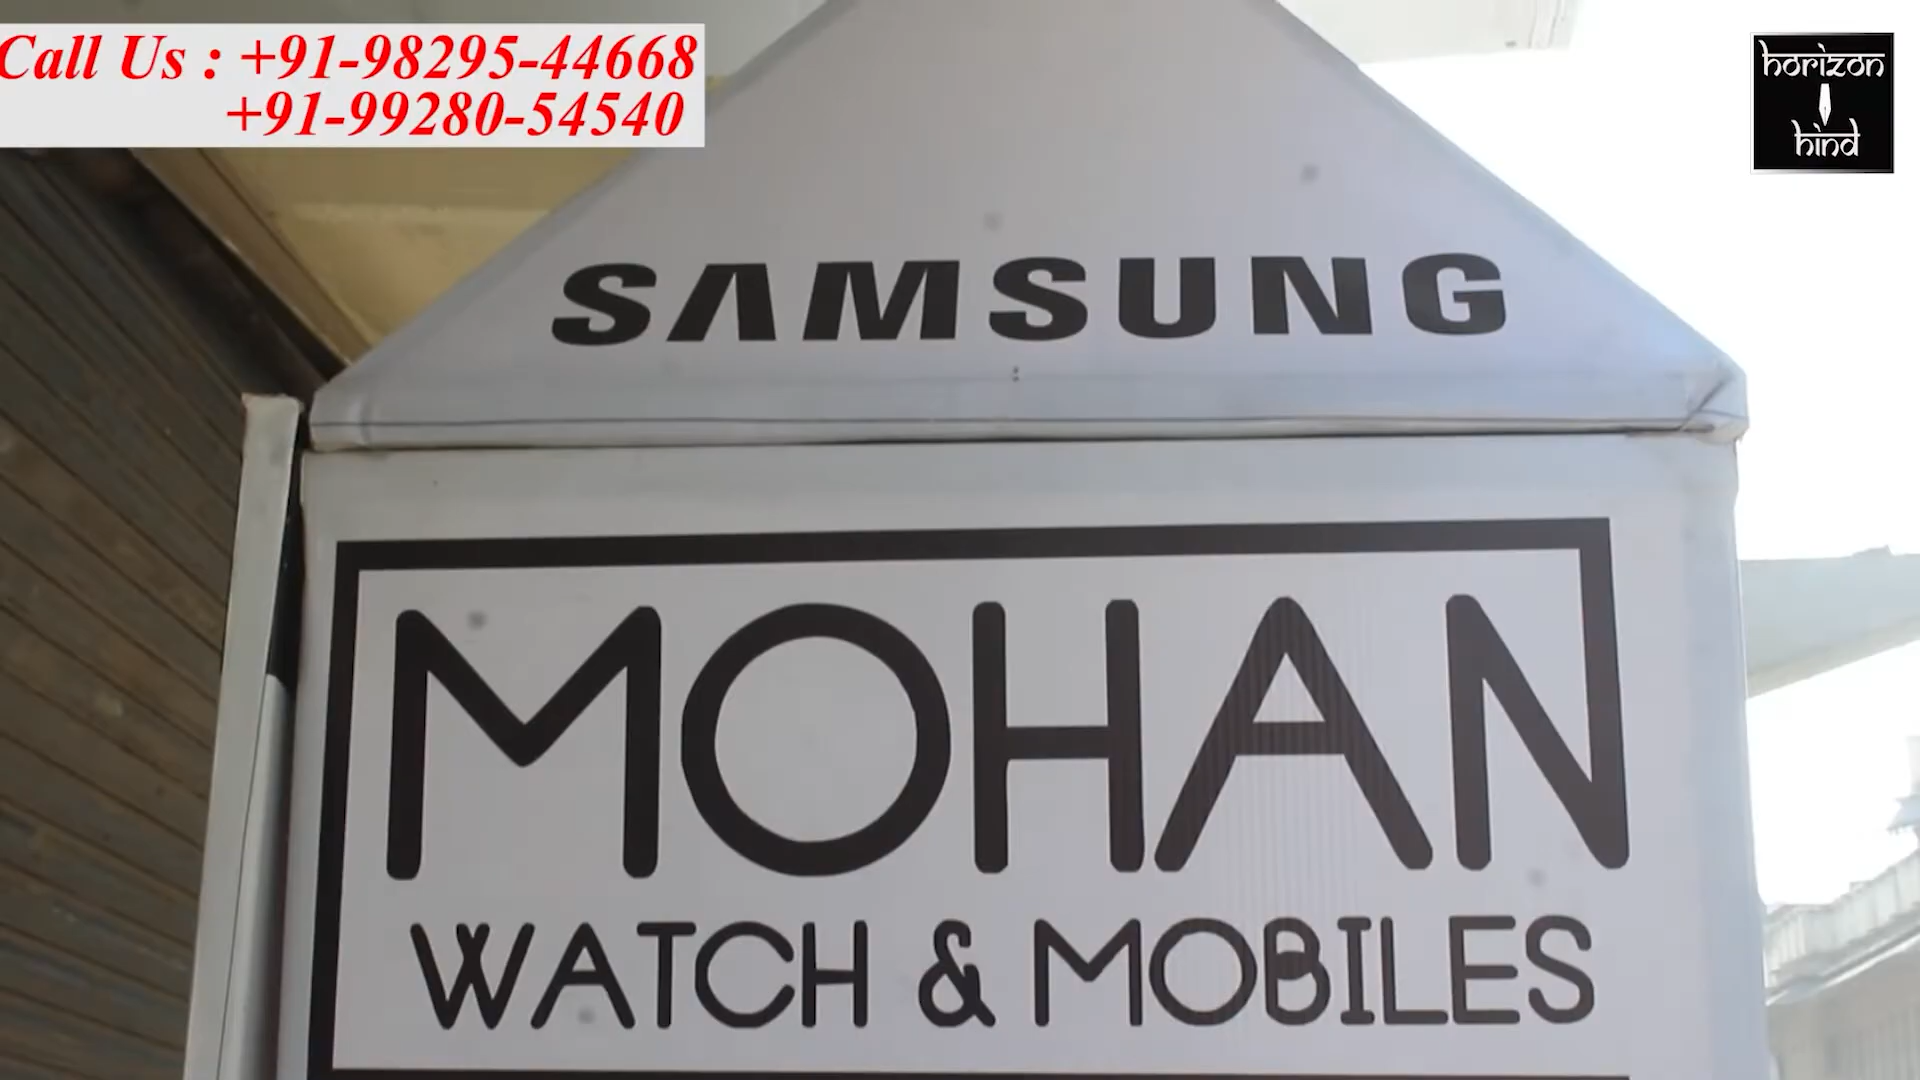 Call Us : +91-98295-44668
+91-99280-54540
horizon
hind
SAMSUNG
MOHAN
WATCH & MOBILES